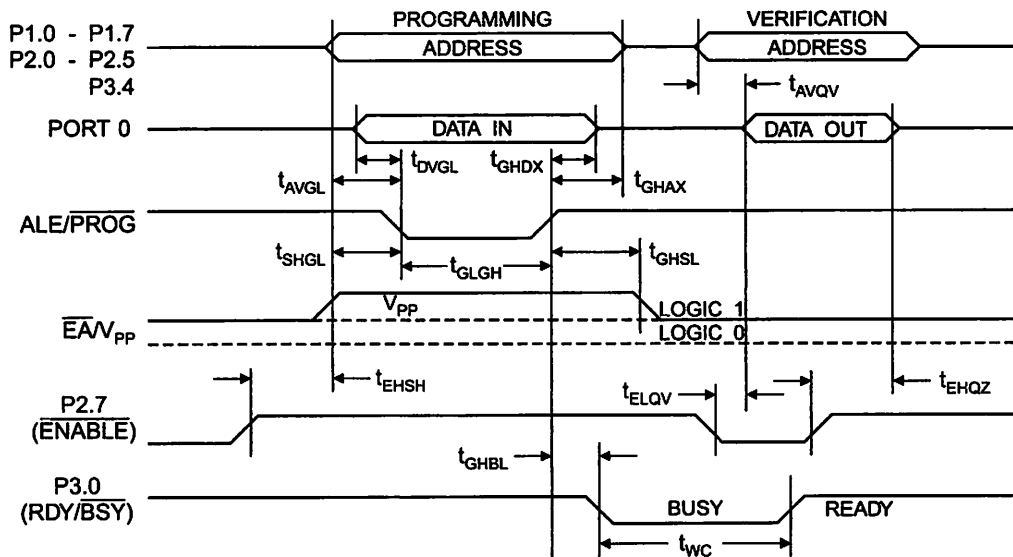 PROGRAMMING VERIFICATION
P1.0 - P1.7
P2.0 - P2.5
P3.4
ADDRESS ADDRESS
tAVQV
PORT 0 DATA IN DATA OUT
tDVGL tGHDX
tAVGL tGHAX
ALE/PROG
tSHGL tGLGH tGHSL
EA/VPP VPP LOGIC 1
LOGIC 0
tEHSH tELQV tEHQZ
P2.7
(ENABLE)
tGHBL
P3.0
(RDY/BSY) BUSY READY
tWC